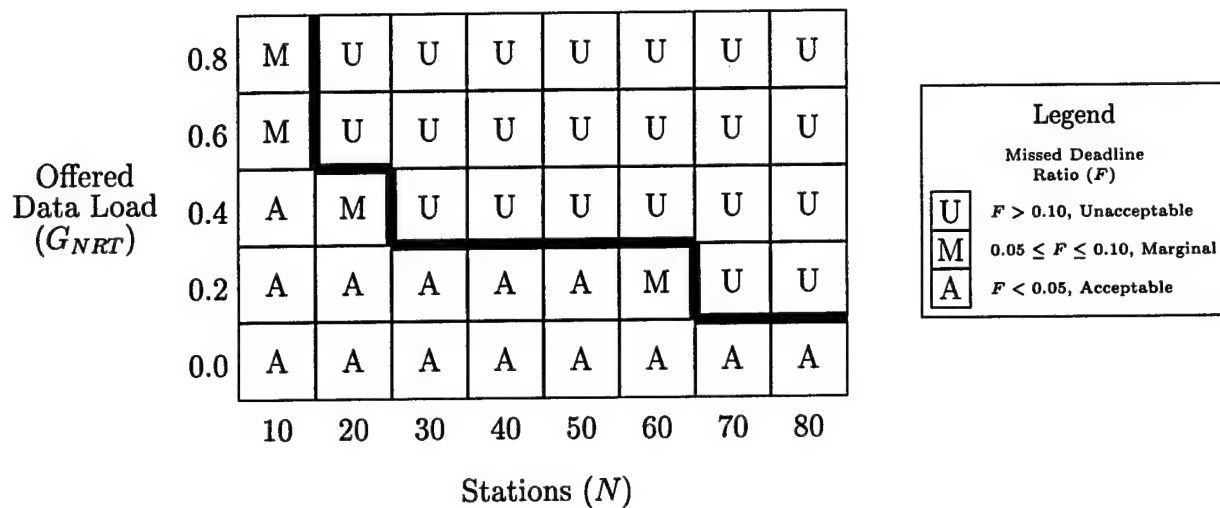 0.8 M U U U U U U U
0.6 M U U U U U U U
0.4 A M U U U U U U
0.2 A A A A A M U U
0.0 A A A A A A A A
10 20 30 40 50 60 70 80
Offered
Data Load
(G_NRT)
Stations (N)
Legend
Missed Deadline
Ratio (F)
U F > 0.10, Unacceptable
M 0.05 ≤ F ≤ 0.10, Marginal
A F < 0.05, Acceptable